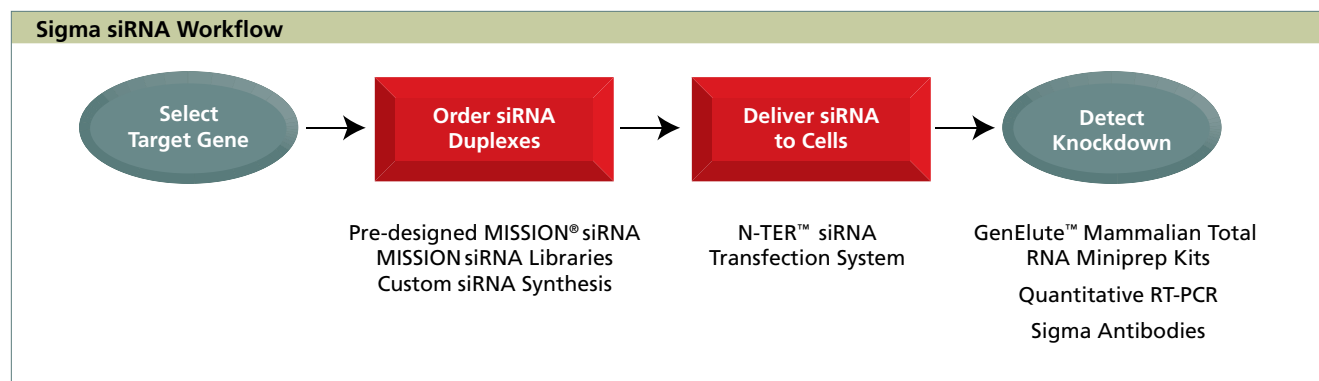 Sigma siRNA Workflow
Select
Target Gene
Order siRNA
Duplexes
Deliver siRNA
to Cells
Detect
Knockdown
Pre-designed MISSION® siRNA
MISSION siRNA Libraries
Custom siRNA Synthesis
N-TER™ siRNA
Transfection System
GenElute™ Mammalian Total
RNA Miniprep Kits
Quantitative RT-PCR
Sigma Antibodies